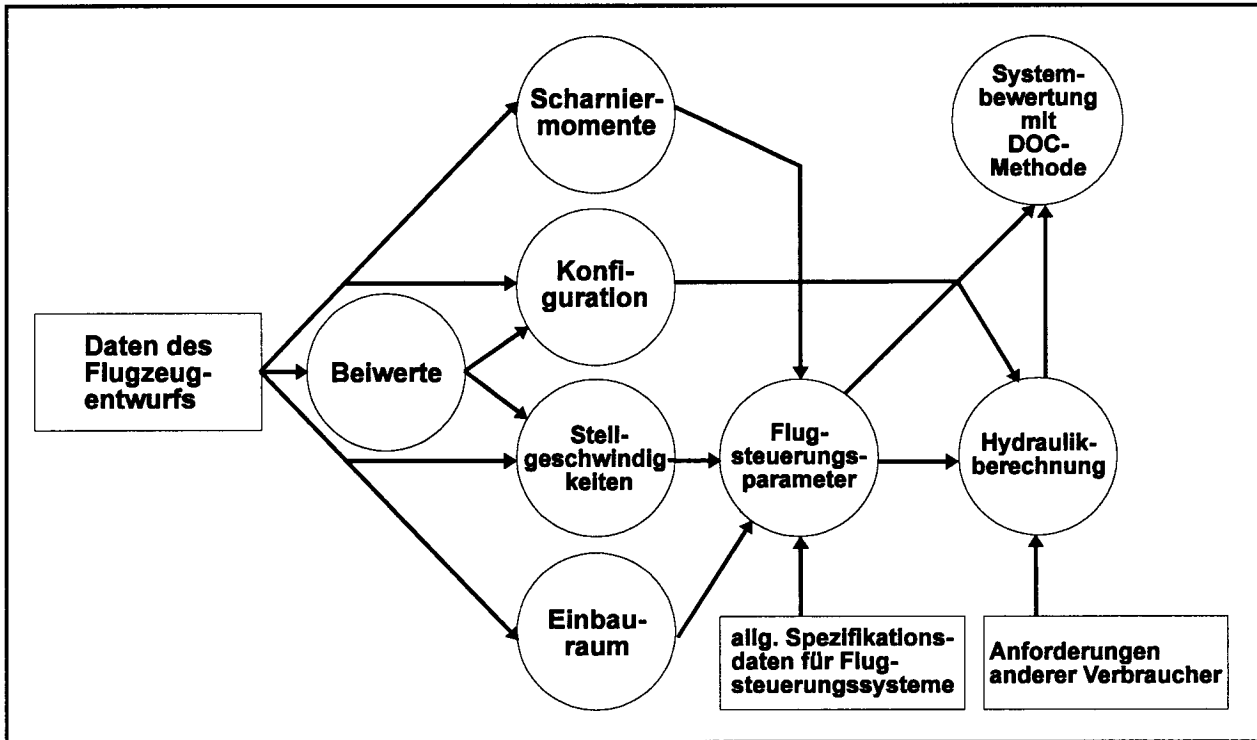 Scharnier-
momente
System-
bewertung
mit
DOC-
Methode
Konfi-
guration
Daten des
Flugzeug-
entwurfs
Beiwerte
Stell-
geschwindig
keiten
Flug-
steuerungs-
parameter
Hydraulik-
berechnung
Einbau-
raum
allg. Spezifikations-
daten für Flug-
steuerungssysteme
Anforderungen
anderer Verbraucher